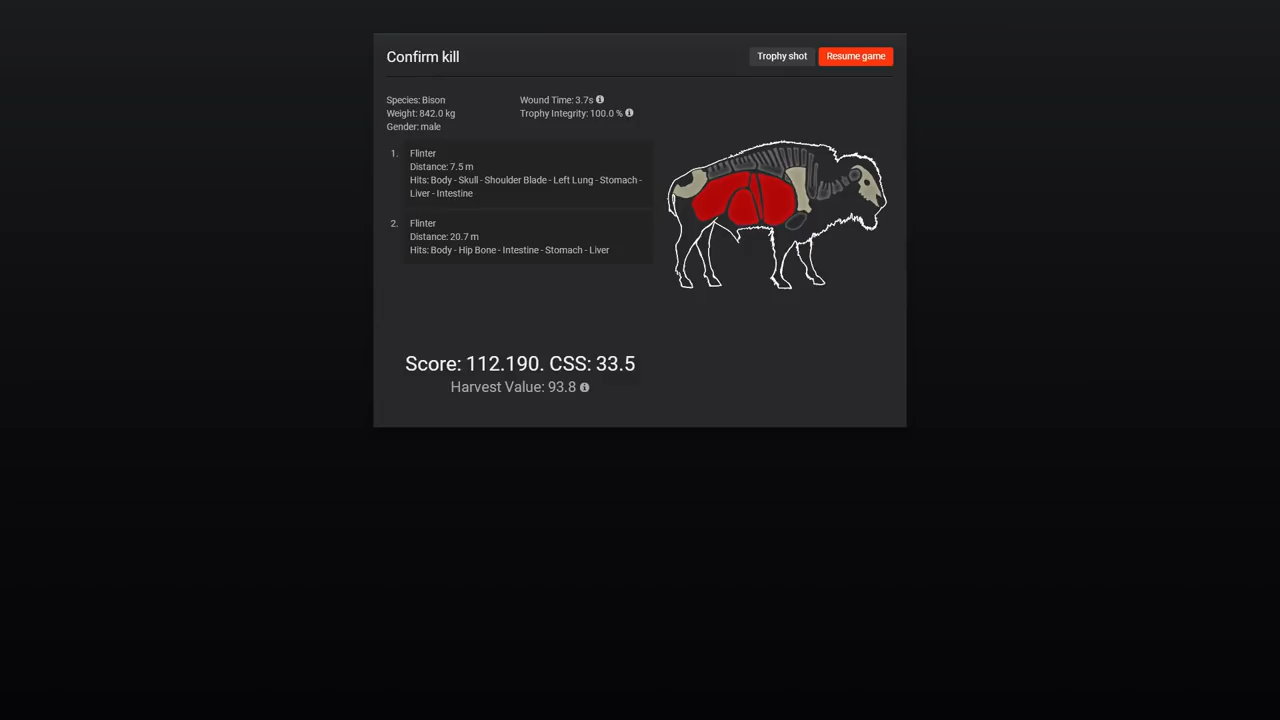 Confirm kill
Trophy shot
Resume game
Species: Bison
Weight: 842.0 kg
Gender: male
Wound Time: 3.7s
Trophy Integrity: 100.0 %
1. Flinter
Distance: 7.5 m
Hits: Body - Skull - Shoulder Blade - Left Lung - Stomach -
Liver - Intestine
2. Flinter
Distance: 20.7 m
Hits: Body - Hip Bone - Intestine - Stomach - Liver
Score: 112.190. CSS: 33.5
Harvest Value: 93.8